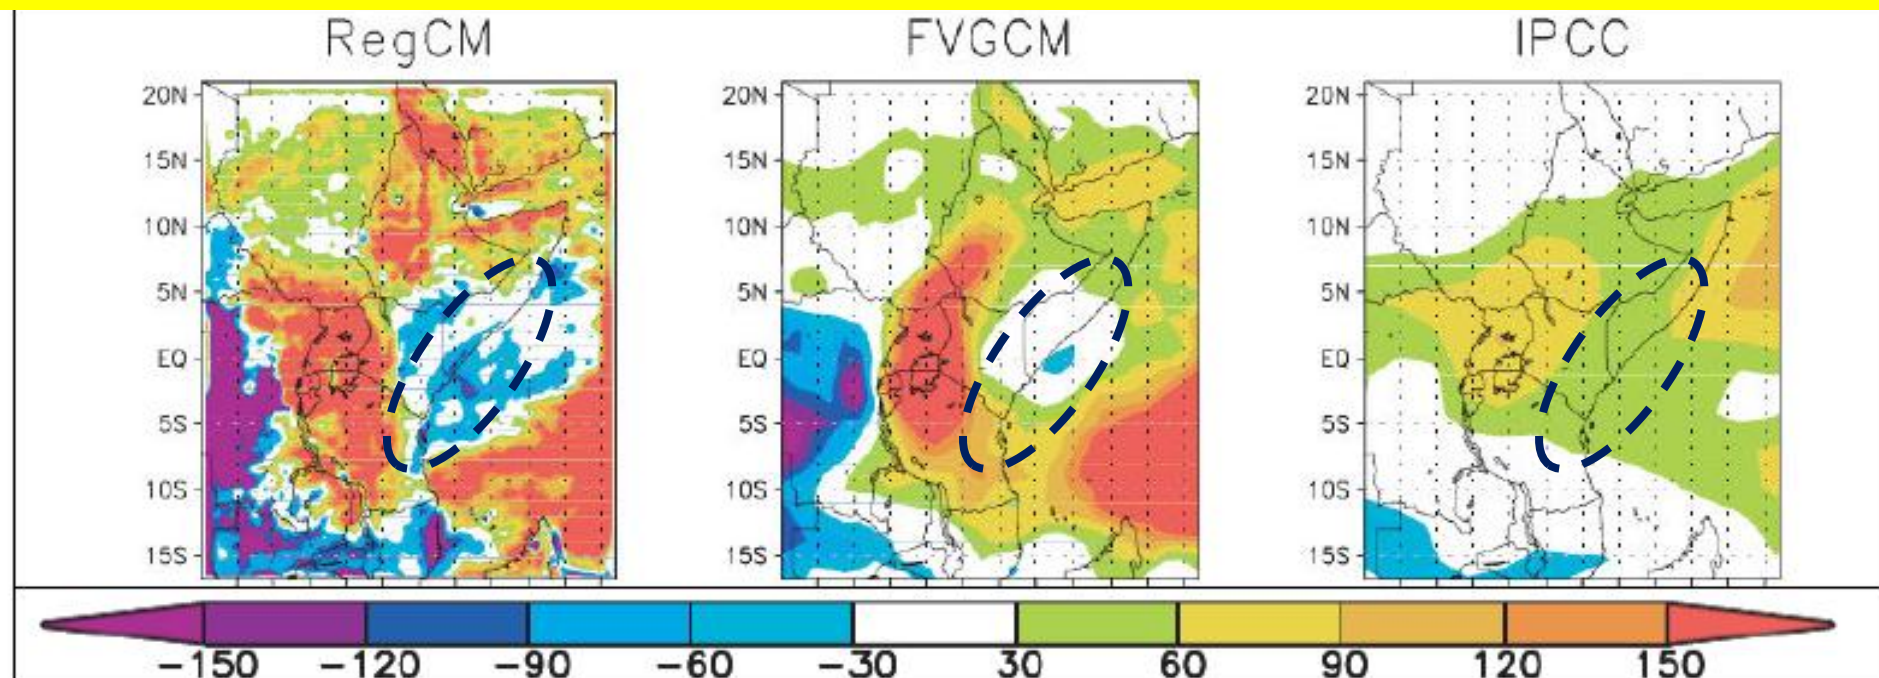 RegCM FVGCM IPCC
20N 20N 20N
15N 15N 15N
10N 10N 10N
5N 5N 5N
EQ EQ EQ
5S 5S 5S
10S 10S 10S
15S 15S 15S
−150 −120 −90 −60 −30 30 60 90 120 150